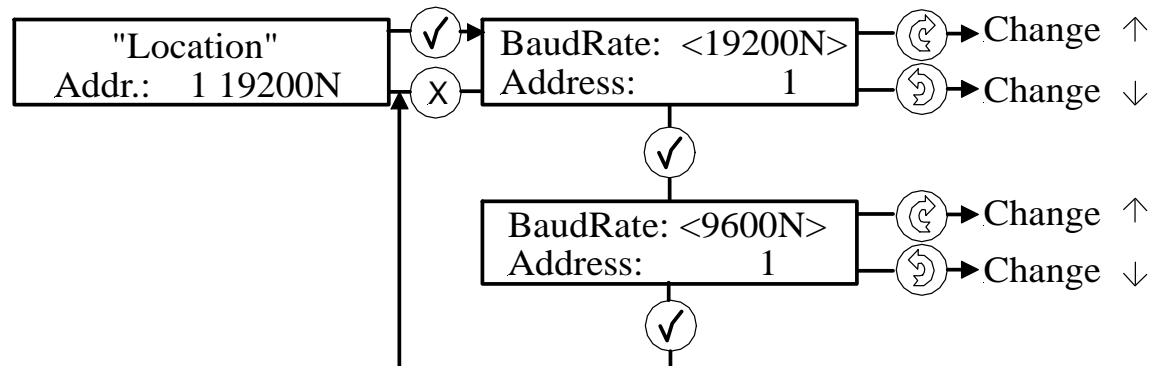 "Location"
Addr.: 1 19200N
√
X
BaudRate: <19200N>
Address: 1
Change ↑
Change ↓
√
BaudRate: <9600N>
Address: 1
Change ↑
Change ↓
√